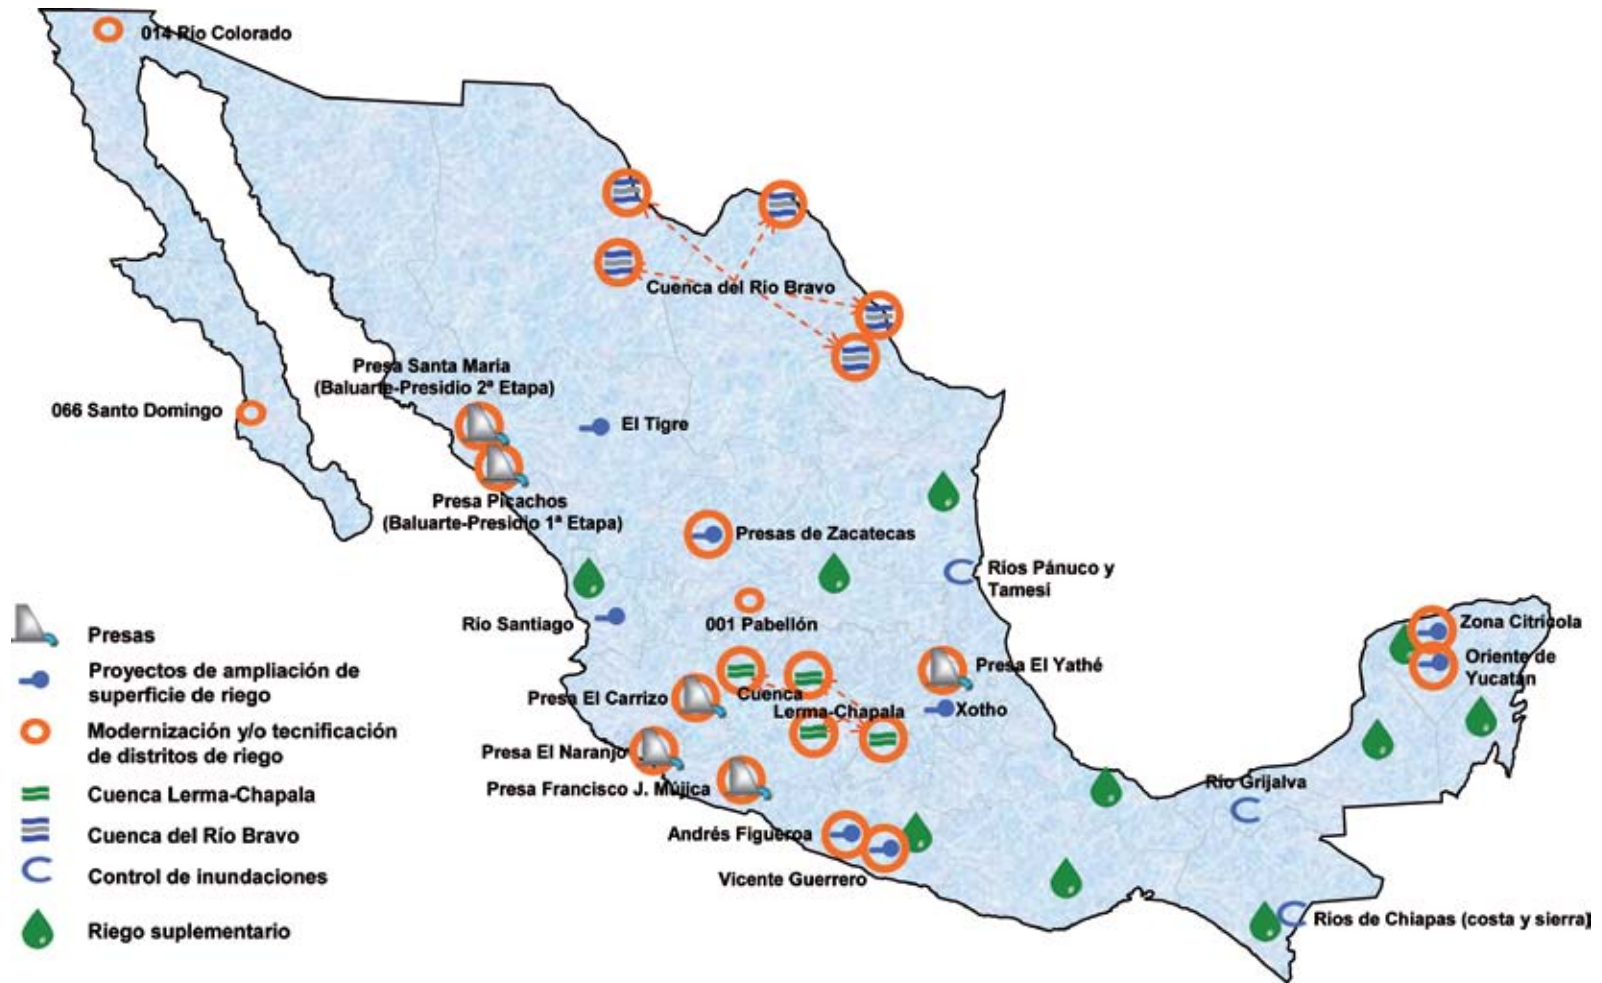 014 Río Colorado
Cuenca del Río Bravo
Presa Santa Maria
(Baluarte-Presidio 2ª Etapa)
066 Santo Domingo
El Tigre
Presa Picachos
(Baluarte-Presidio 1ª Etapa)
Presas de Zacatecas
Ríos Pánuco y
Tamesí
Río Santiago
001 Pabellón
Zona Citrícola
Oriente de
Yucatán
Presa El Yathé
Presa El Carrizo
Cuenca
Lerma-Chapala
Xotho
Presa El Naranjo
Presa Francisco J. Mújica
Río Grijalva
Andrés Figueroa
Vicente Guerrero
Ríos de Chiapas (costa y sierra)
Presas
Proyectos de ampliación de
superficie de riego
Modernización y/o tecnificación
de distritos de riego
Cuenca Lerma-Chapala
Cuenca del Río Bravo
Control de inundaciones
Riego suplementario